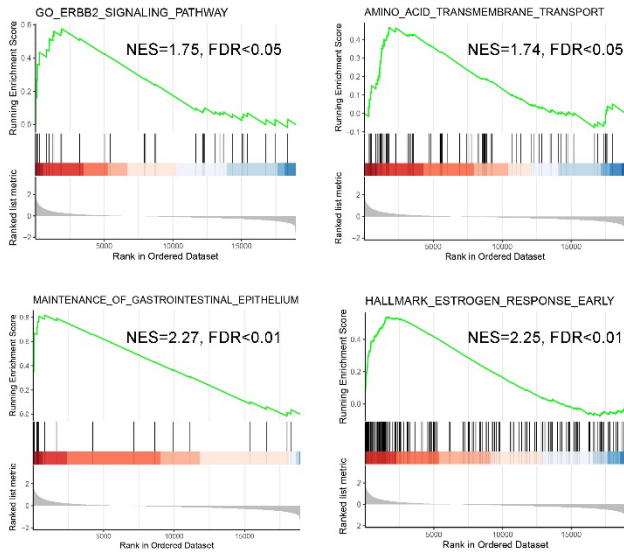 GO_ERBB2_SIGNALING_PATHWAY
NES=1.75, FDR<0.05
Running Enrichment Score
0.6
0.4
0.2
0.0
Ranked list metric
2
0
−2
5000 10000 15000
Rank in Ordered Dataset
AMINO_ACID_TRANSMEMBRANE_TRANSPORT
NES=1.74, FDR<0.05
Running Enrichment Score
0.5
0.4
0.3
0.2
0.1
0.0
−0.1
Ranked list metric
2
0
−2
5000 10000 15000
Rank in Ordered Dataset
MAINTENANCE_OF_GASTROINTESTINAL_EPITHELIUM
NES=2.27, FDR<0.01
Running Enrichment Score
0.8
0.6
0.4
0.2
0.0
Ranked list metric
2
0
−2
5000 10000 15000
Rank in Ordered Dataset
HALLMARK_ESTROGEN_RESPONSE_EARLY
NES=2.25, FDR<0.01
Running Enrichment Score
0.4
0.2
0.0
Ranked list metric
2
0
2
5000 10000 15000
Rank in Ordered Dataset